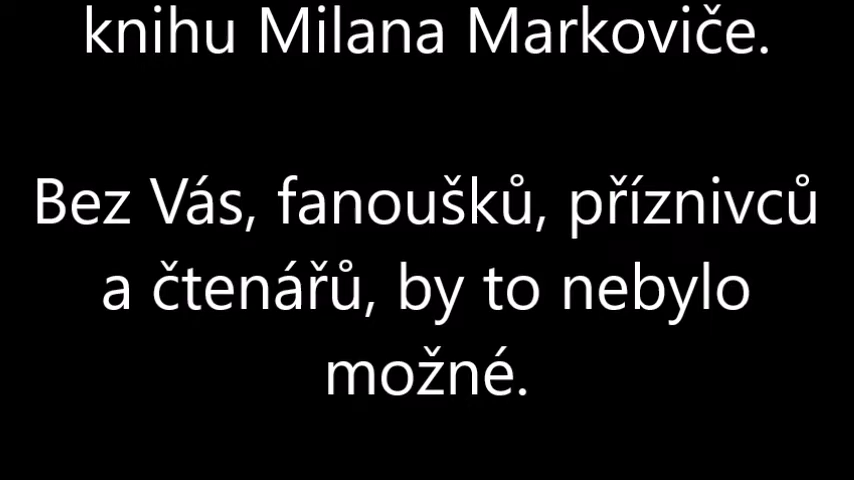 knihu Milana Markoviče.
Bez Vás, fanoušků, příznivců
a čtenářů, by to nebylo
možné.